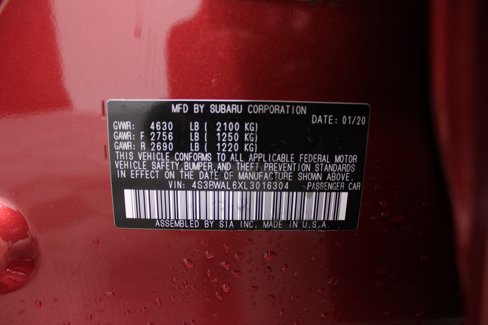 MFD BY SUBARU CORPORATION
DATE: 01/20
GVWR: 4630 LB ( 2100 KG)
GAWR: F 2756 LB ( 1250 KG)
GAWR: R 2690 LB ( 1220 KG)
THIS VEHICLE CONFORMS TO ALL APPLICABLE FEDERAL MOTOR
VEHICLE SAFETY,BUMPER,AND THEFT PREVENTION STANDARDS
IN EFFECT ON THE DATE OF MANUFACTURE SHOWN ABOVE.
VIN: 4S3BWAL6XL3016304 PASSENGER CAR
ASSEMBLED BY SIA INC. MADE IN U.S.A.